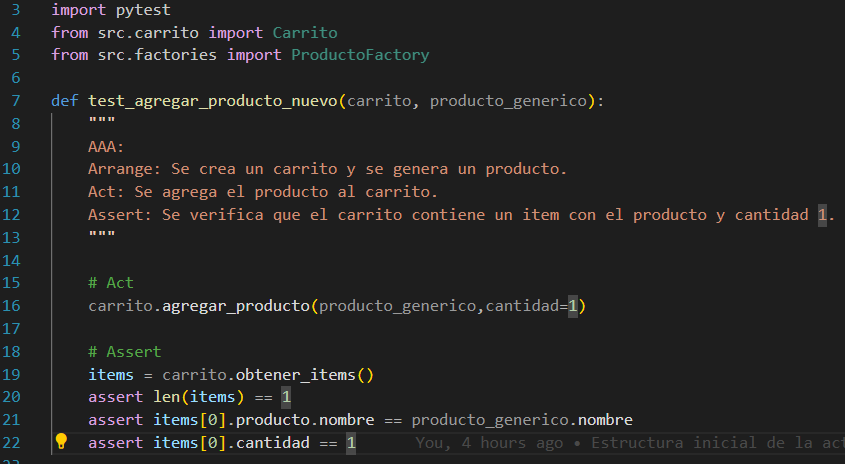 3 import pytest
4 from src.carrito import Carrito
5 from src.factories import ProductoFactory
6
7 def test_agregar_producto_nuevo(carrito, producto_generico):
8 """
9 AAA:
10 Arrange: Se crea un carrito y se genera un producto.
11 Act: Se agrega el producto al carrito.
12 Assert: Se verifica que el carrito contiene un item con el producto y cantidad 1.
13 """
14
15 # Act
16 carrito.agregar_producto(producto_generico,cantidad=1)
17
18 # Assert
19 items = carrito.obtener_items()
20 assert len(items) == 1
21 assert items[0].producto.nombre == producto_generico.nombre
22 assert items[0].cantidad == 1 You, 4 hours ago • Estructura inicial de la